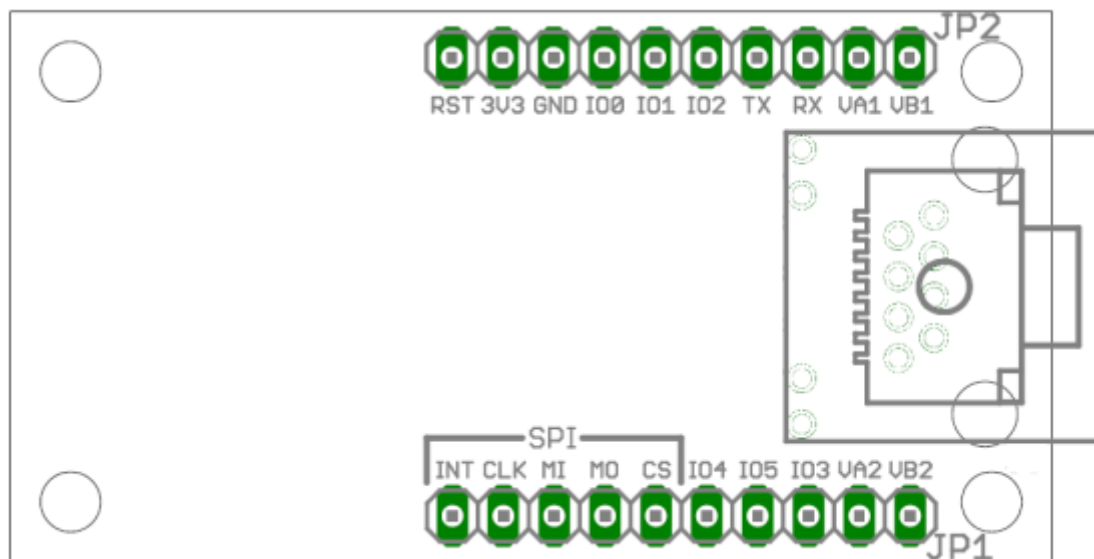 JP2
RST 3V3 GND IO0 IO1 IO2 TX RX VA1 VB1
SPI
INT CLK MI MO CS IO4 IO5 IO3 VA2 VB2
JP1